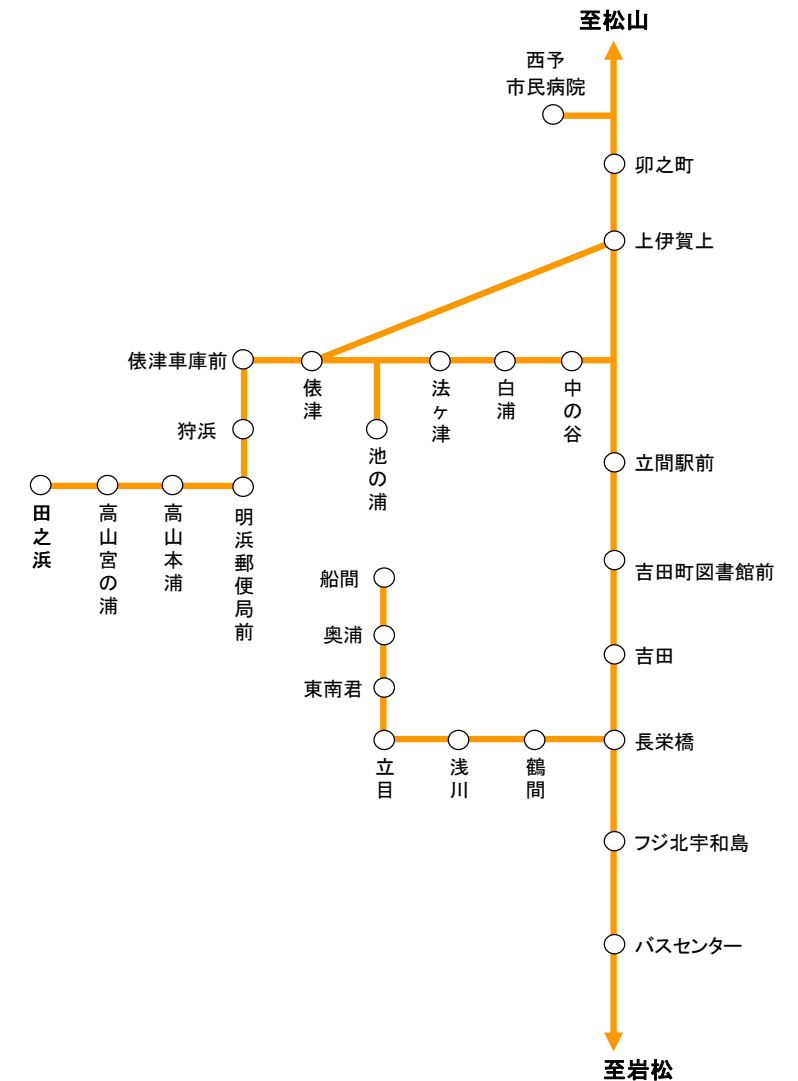 至松山
西予
市民病院
卯之町
上伊賀上
俵津車庫前
俵津
法ヶ津
白浦
中の谷
狩浜
池の浦
立間駅前
田之浜
高山宮の浦
高山本浦
明浜郵便局前
吉田町図書館前
船間
奥浦
吉田
東南君
長栄橋
立目
浅川
鶴間
フジ北宇和島
バスセンター
至岩松